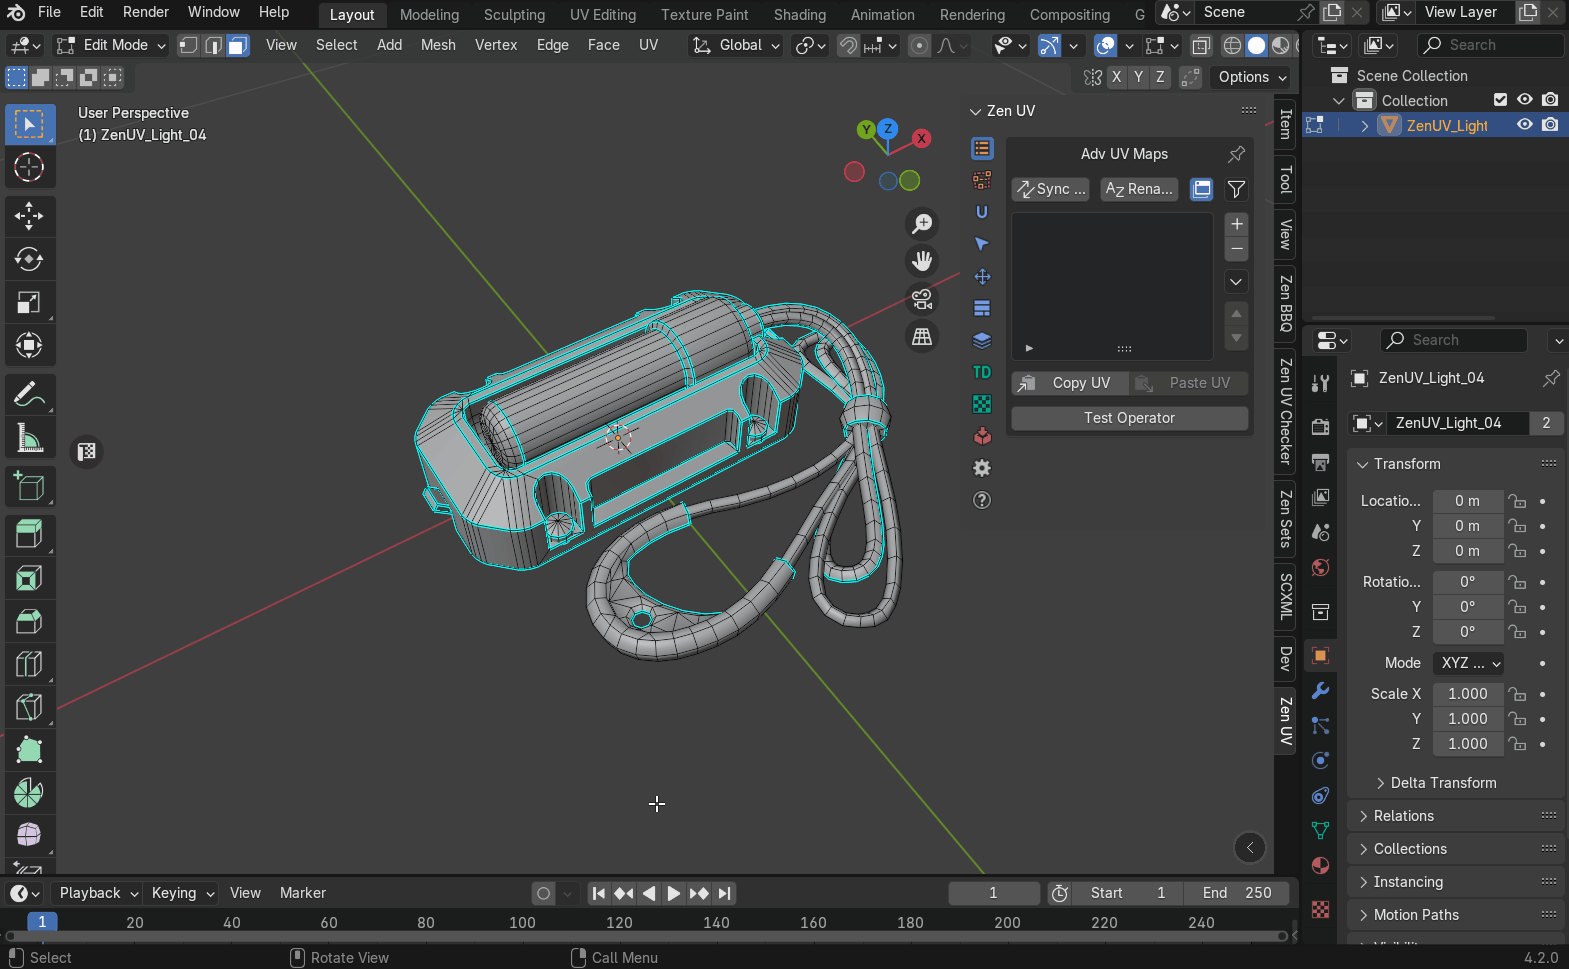 File Edit Render Window Help
Layout Modeling Sculpting UV Editing Texture Paint Shading Animation Rendering Compositing G
Scene
View Layer
Edit Mode
View Select Add Mesh Vertex Edge Face UV
Global
Search
X Y Z
Options
User Perspective
(1) ZenUV_Light_04
Y Z X
Zen UV
Adv UV Maps
Sync ...
AZ Rena...
Copy UV
Paste UV
Test Operator
TD
Item
Tool
View
Zen BBQ
Zen UV Checker
Zen Sets
SCXML
Dev
Zen UV
Scene Collection
Collection
ZenUV_Light
Search
ZenUV_Light_04
ZenUV_Light_04 2
Transform
Locatio... 0 m
Y 0 m
Z 0 m
Rotatio... 0°
Y 0°
Z 0°
Mode XYZ ...
Scale X 1.000
Y 1.000
Z 1.000
Delta Transform
Relations
Collections
Instancing
Motion Paths
Playback Keying View Marker
1
Start 1
End 250
1 20 40 60 80 100 120 140 160 180 200 220 240
Select
Rotate View
Call Menu
4.2.0